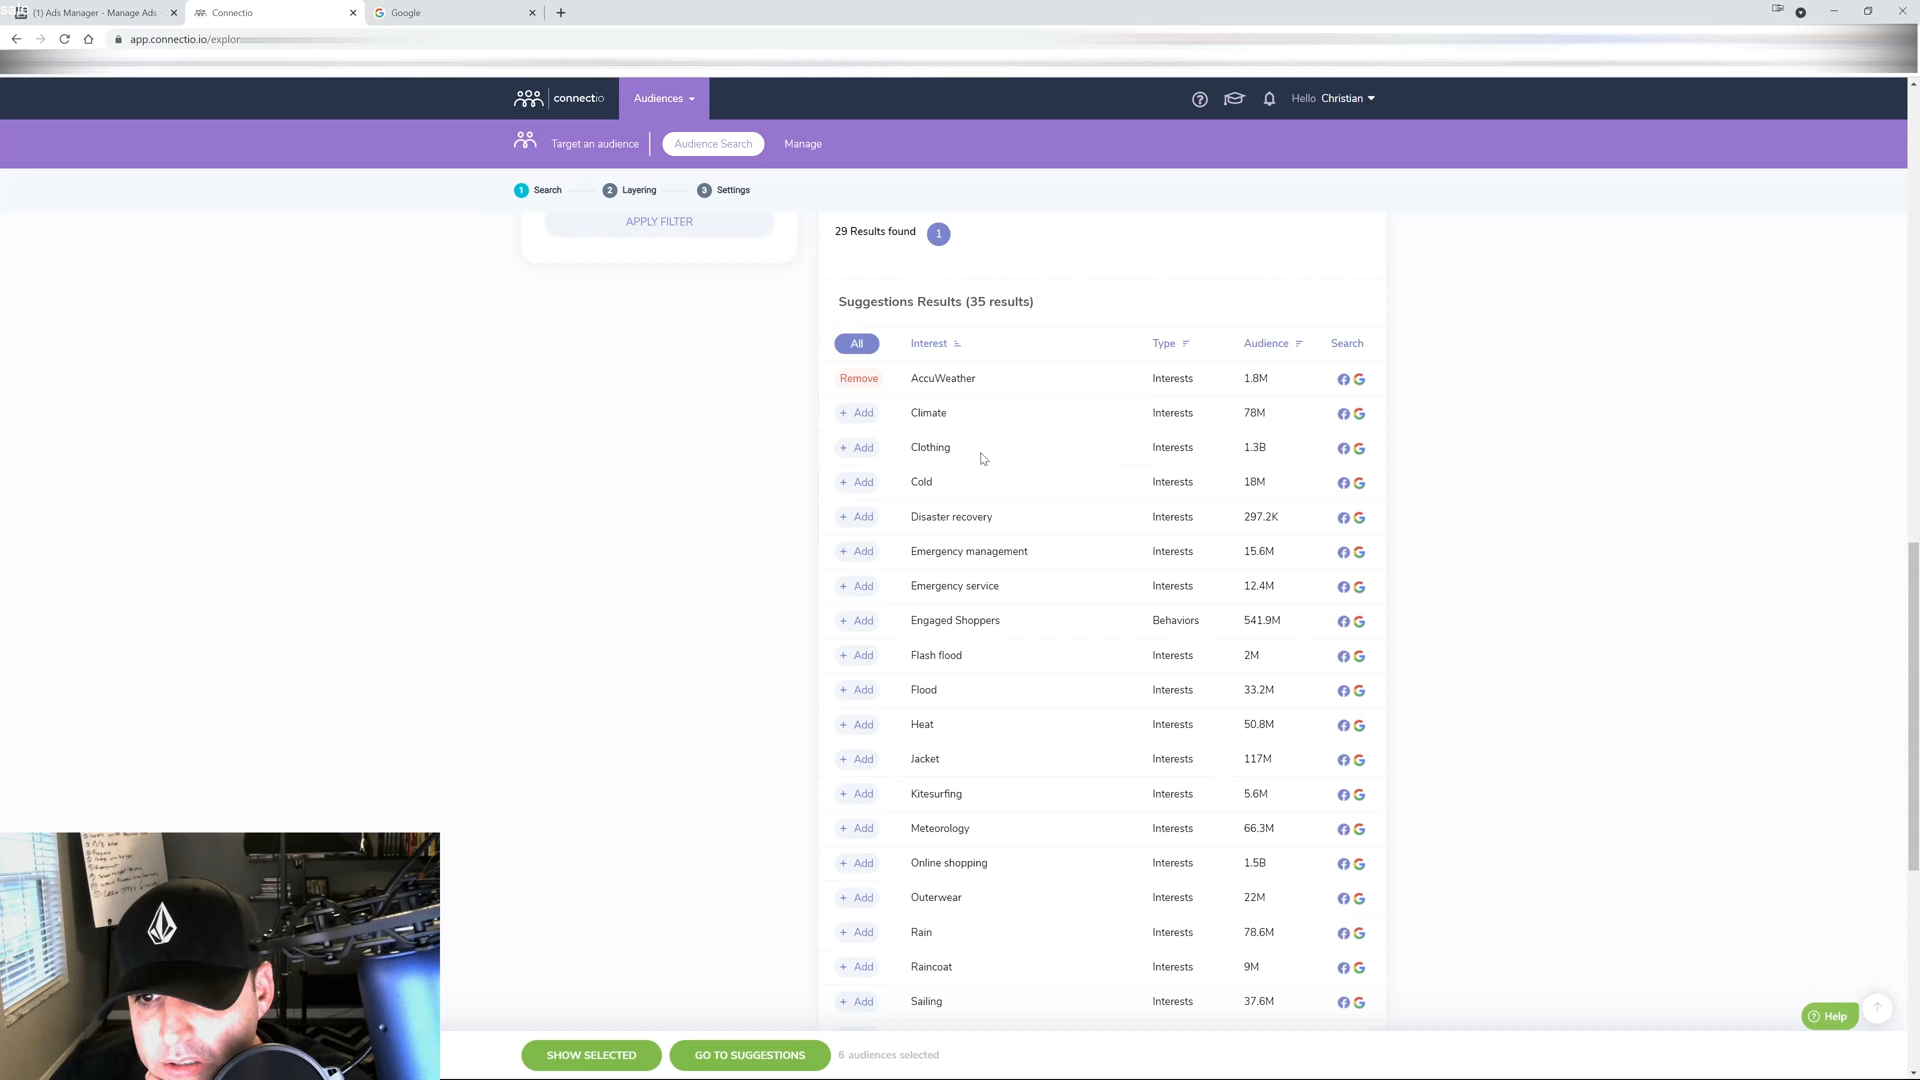 (1) Ads Manager - Manage Ads
Connectio
Google
app.connectio.io/explor
connectio
Audiences
Hello Christian
Target an audience
Audience Search
Manage
1 Search
2 Layering
3 Settings
APPLY FILTER
29 Results found 1
Suggestions Results (35 results)
All Interest Type Audience Search
Remove AccuWeather Interests 1.8M
+ Add Climate Interests 78M
+ Add Clothing Interests 1.3B
+ Add Cold Interests 18M
+ Add Disaster recovery Interests 297.2K
+ Add Emergency management Interests 15.6M
+ Add Emergency service Interests 12.4M
+ Add Engaged Shoppers Behaviors 541.9M
+ Add Flash flood Interests 2M
+ Add Flood Interests 33.2M
+ Add Heat Interests 50.8M
+ Add Jacket Interests 117M
+ Add Kitesurfing Interests 5.6M
+ Add Meteorology Interests 66.3M
+ Add Online shopping Interests 1.5B
+ Add Outerwear Interests 22M
+ Add Rain Interests 78.6M
+ Add Raincoat Interests 9M
+ Add Sailing Interests 37.6M
Help
SHOW SELECTED
GO TO SUGGESTIONS
6 audiences selected